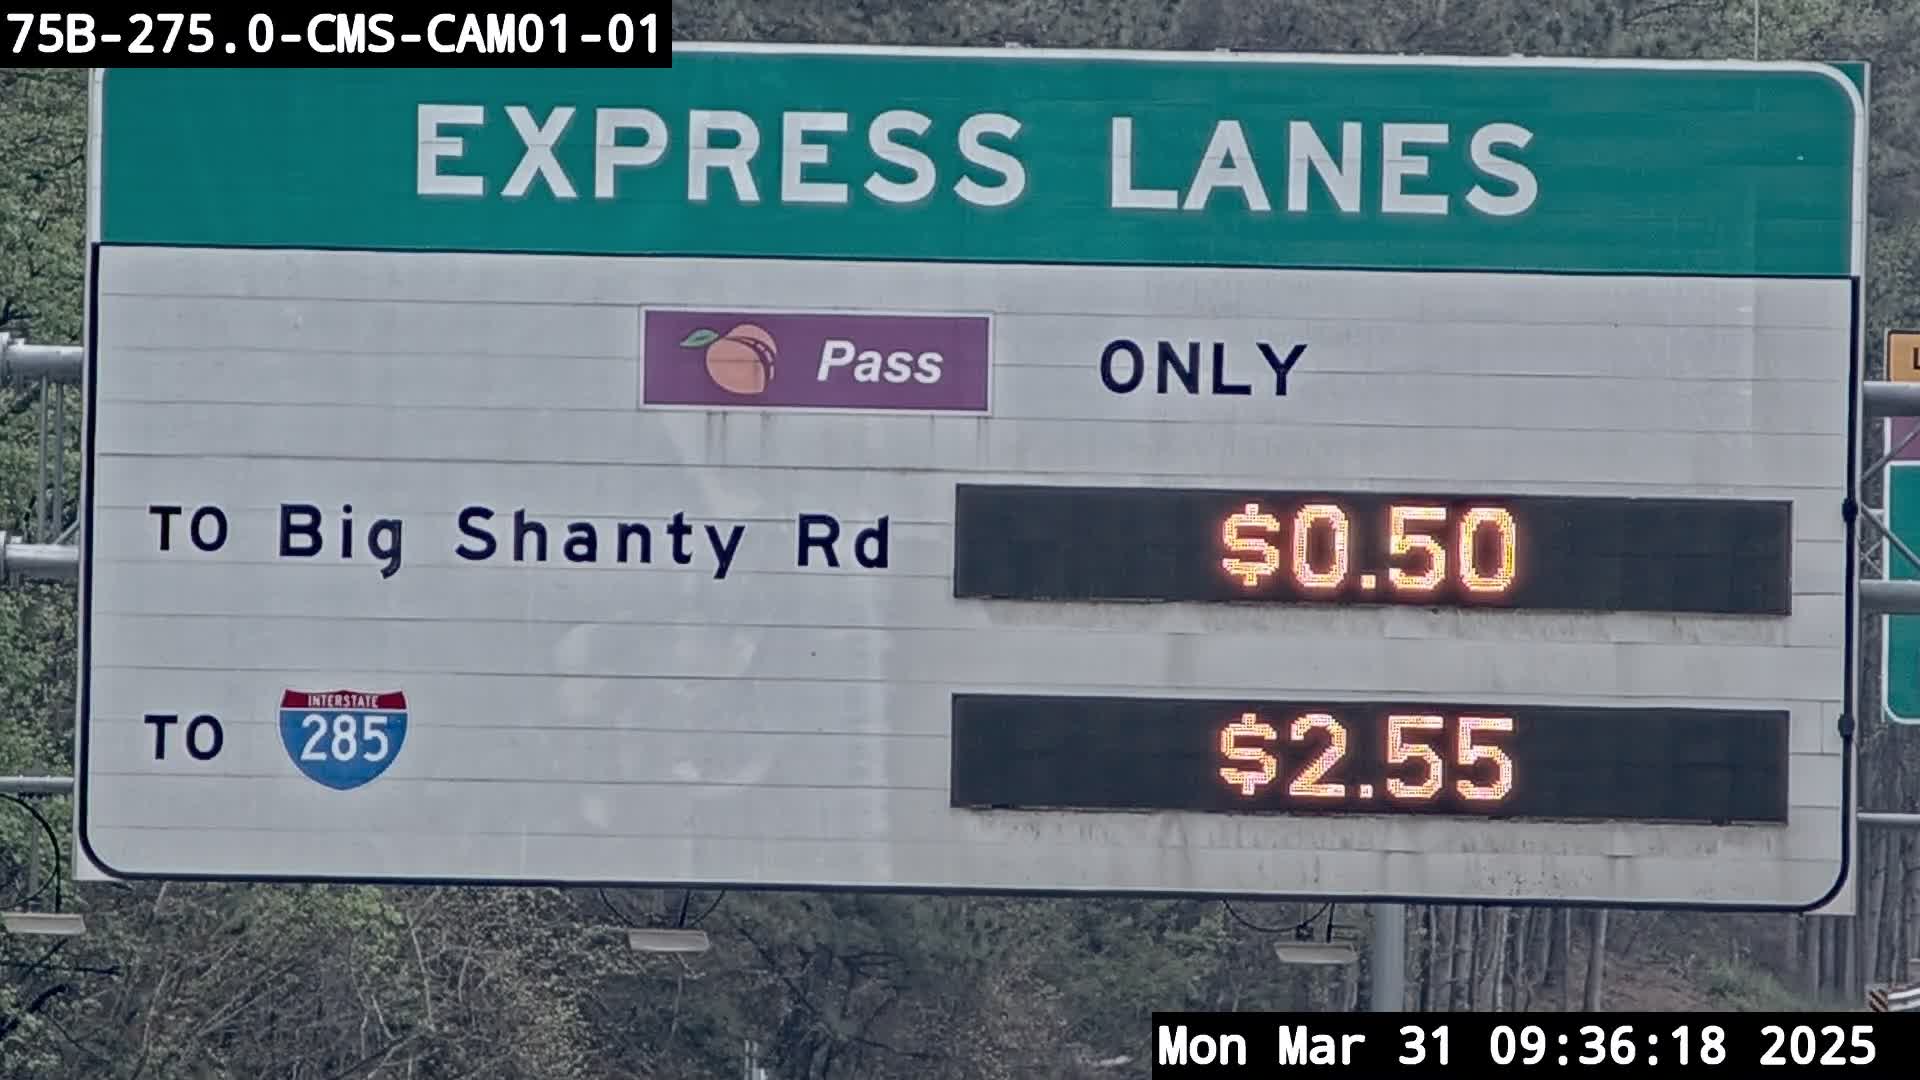 75B-275.0-CMS-CAM01-01
EXPRESS LANES
Pass ONLY
TO Big Shanty Rd $0.50
INTERSTATE
TO 285 $2.55
Mon Mar 31 09:36:18 2025